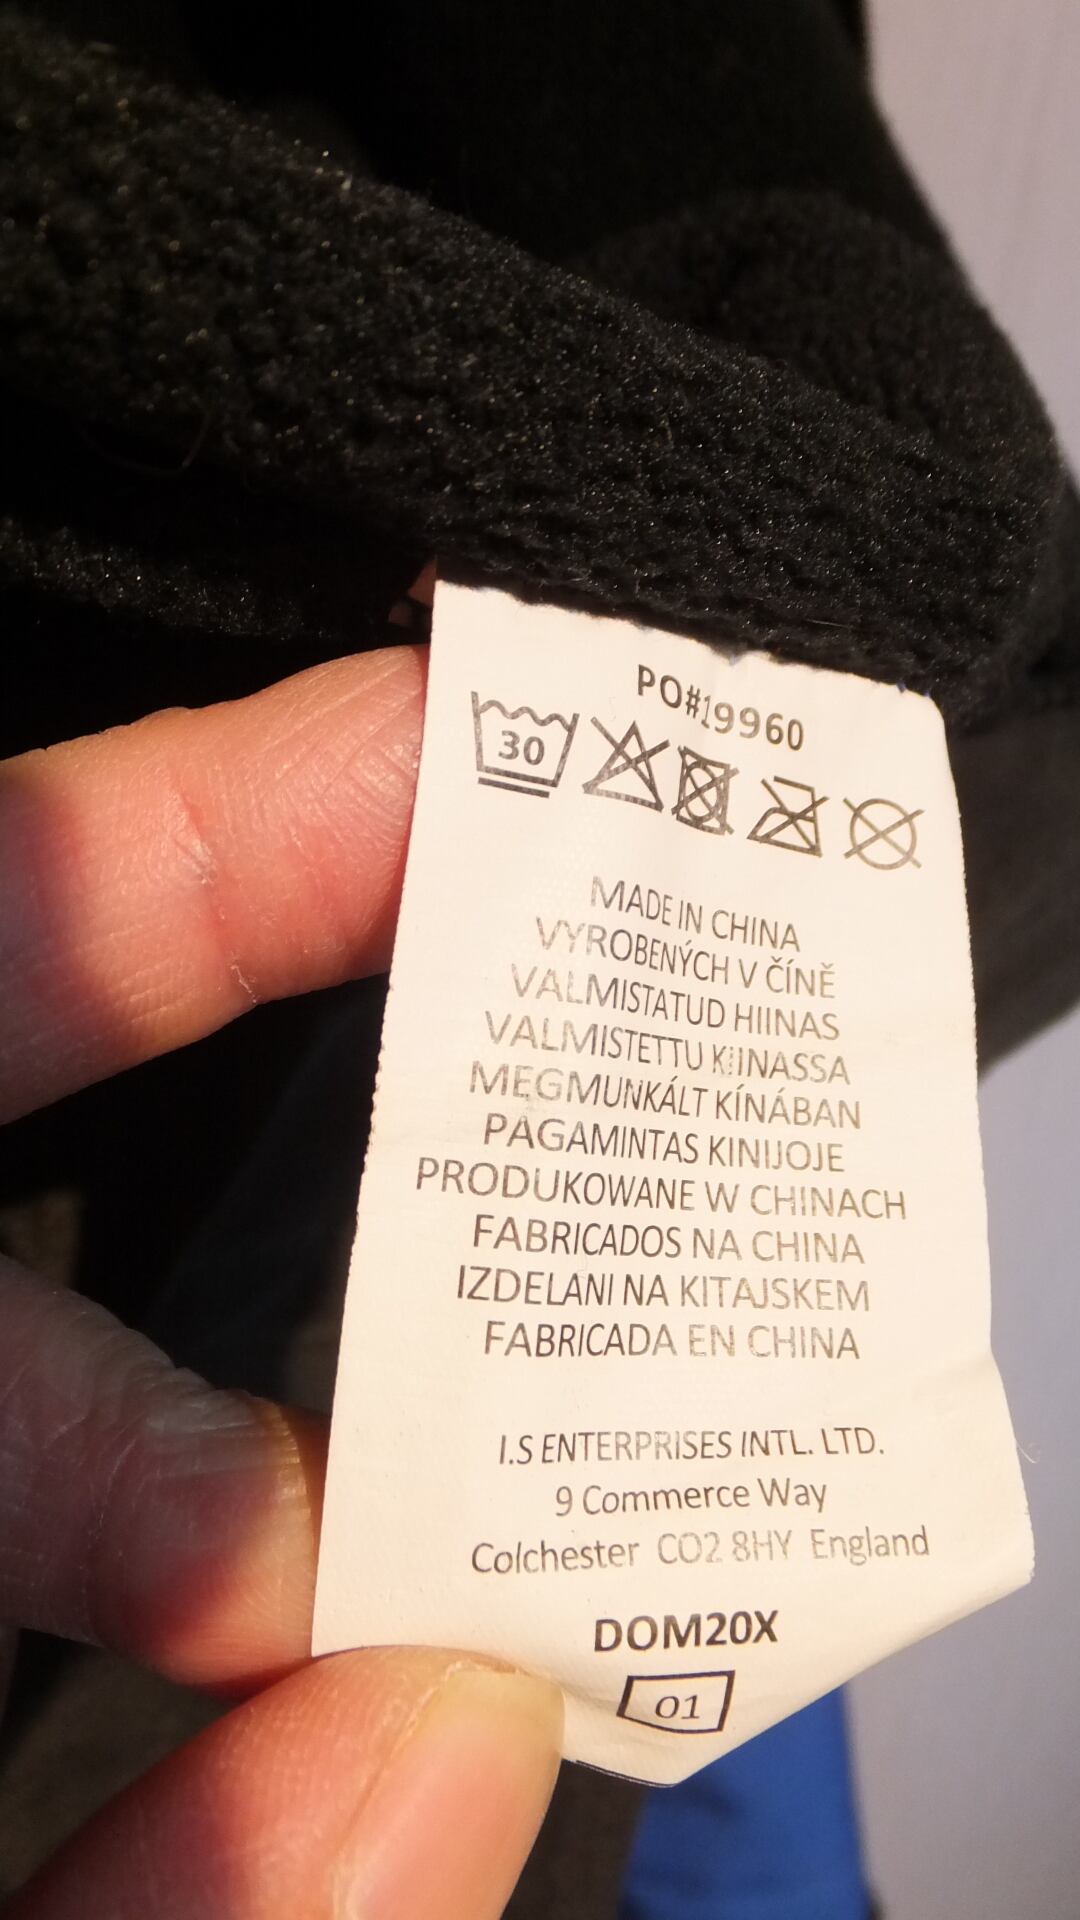 PO#19960
30
MADE IN CHINA
VYROBENÝCH V ČÍNĚ
VALMISTATUD HIINAS
VALMISTETTU KIINASSA
MEGMUNKÁLT KÍNÁBAN
PAGAMINTAS KINIJOJE
PRODUKOWANE W CHINACH
FABRICADOS NA CHINA
IZDELANI NA KITAJSKEM
FABRICADA EN CHINA
I.S ENTERPRISES INTL. LTD.
9 Commerce Way
Colchester CO2 8HY England
DOM20X
01